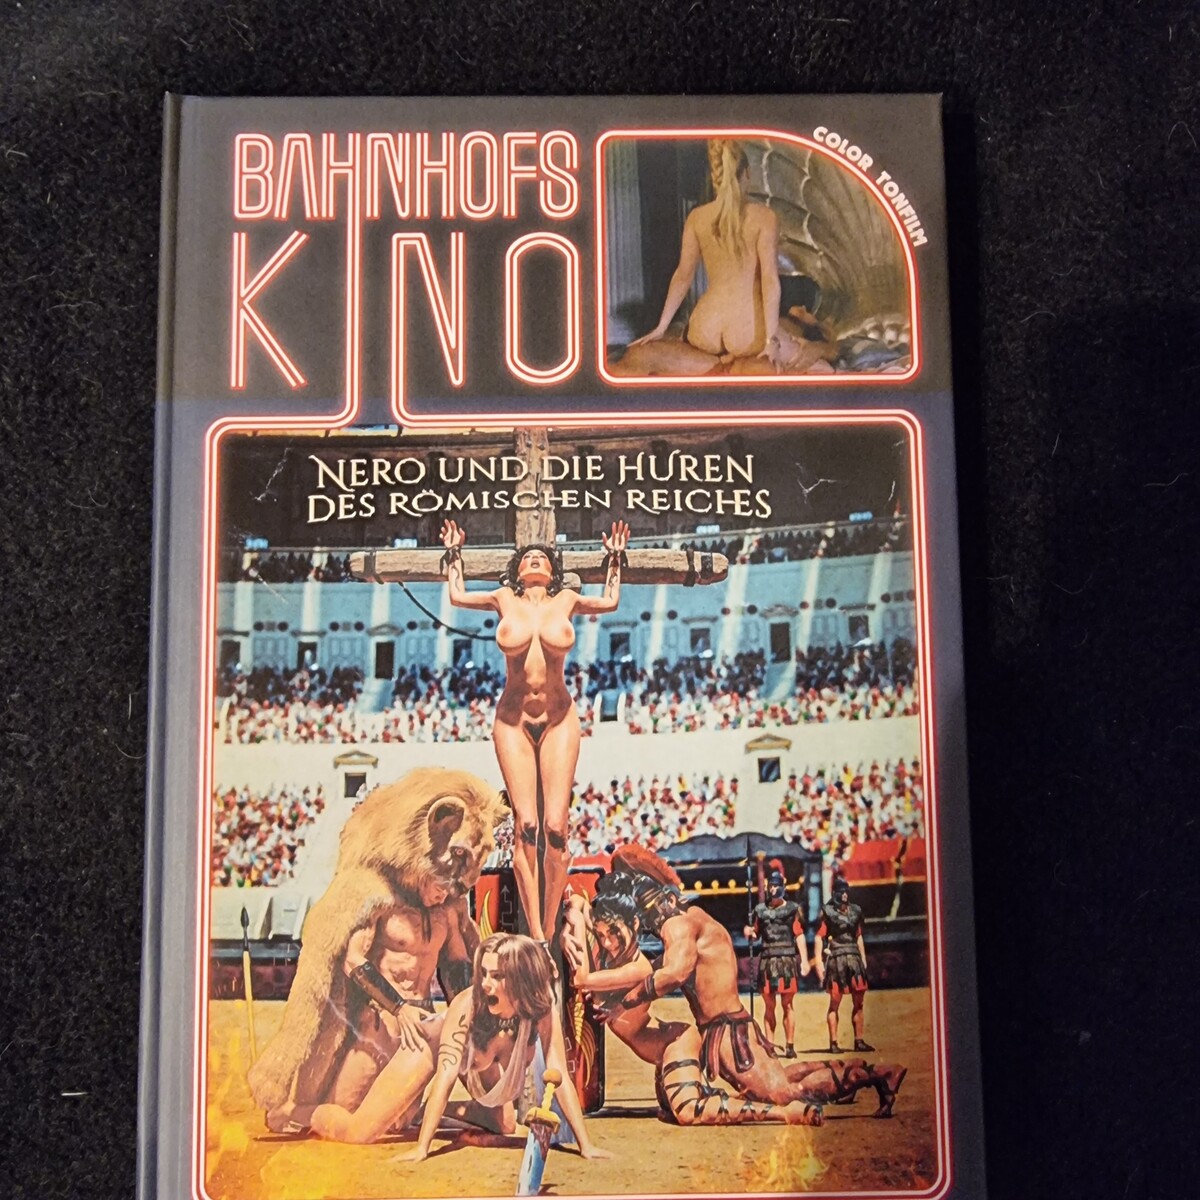 BAHNHOFS
KINO
COLOR TONFILM
NERO UND DIE HUREN
DES RÖMISCHEN REICHES